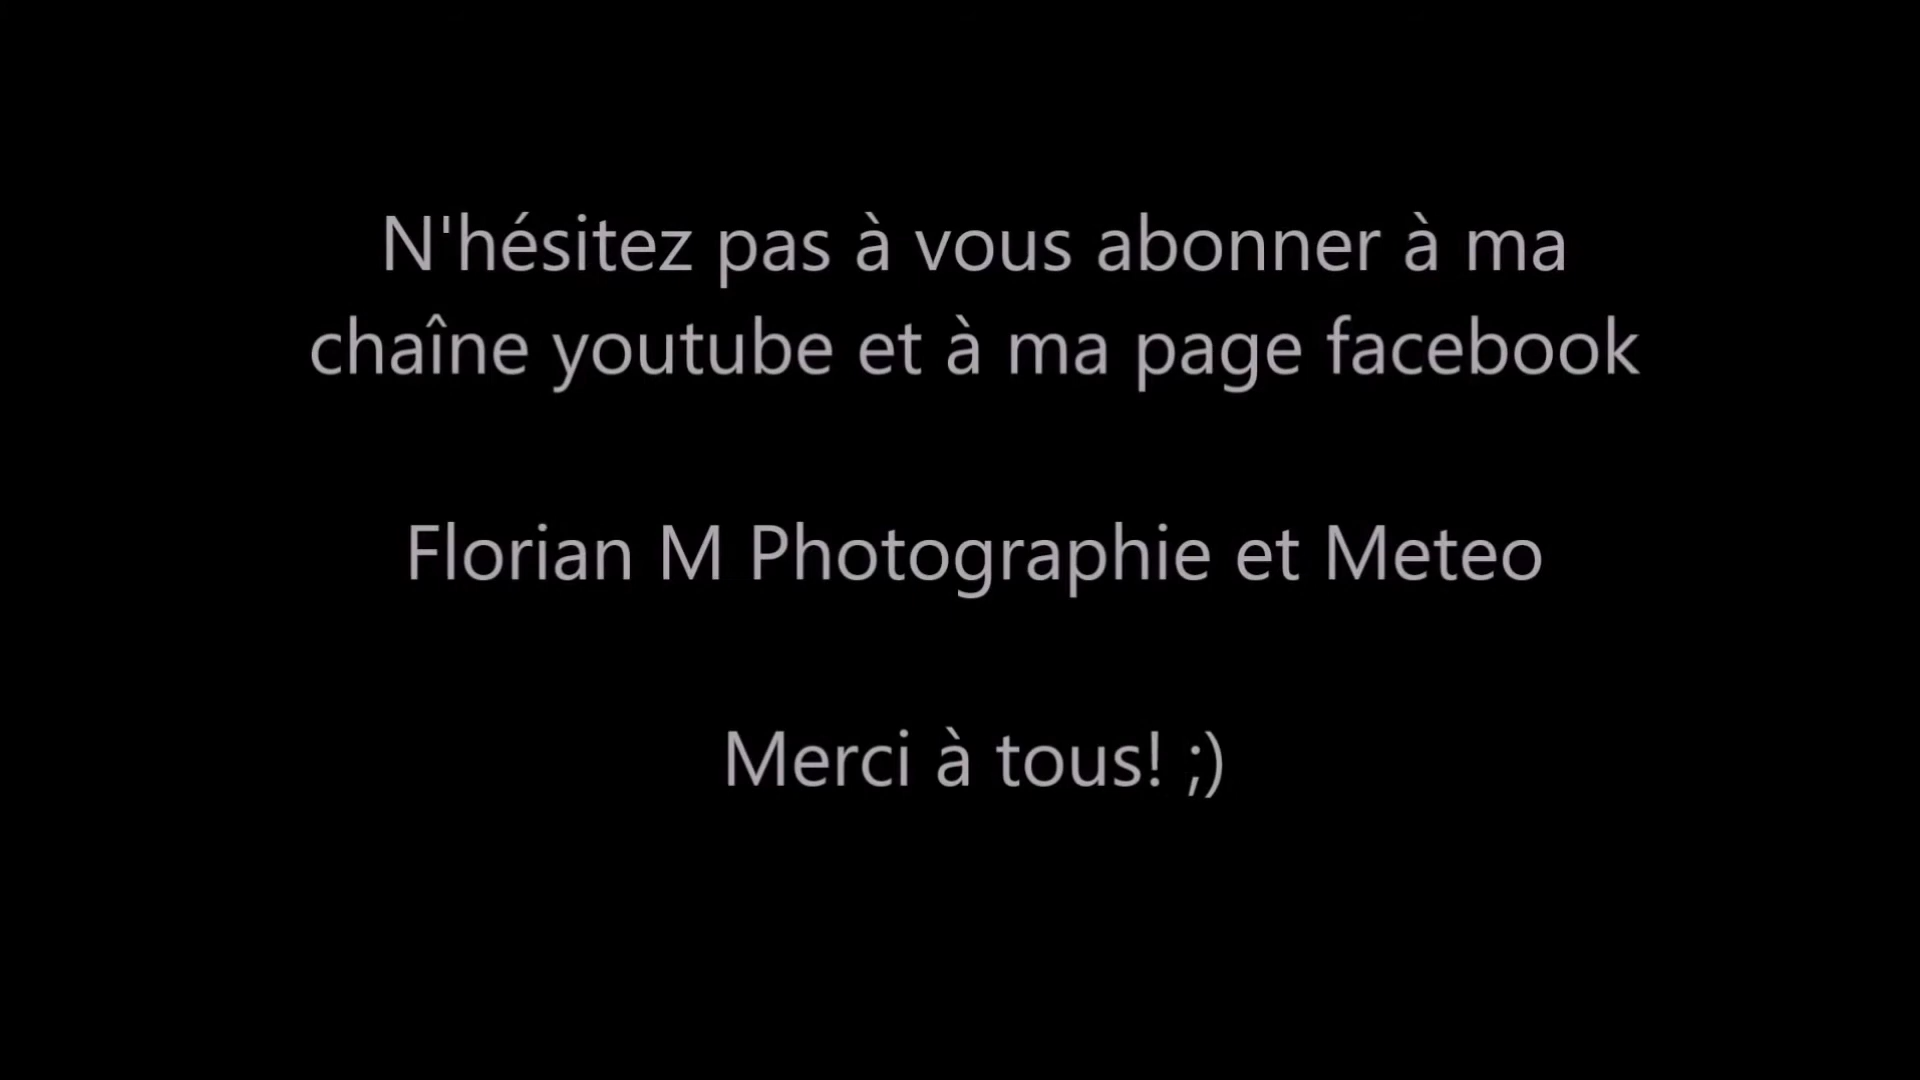 N'hésitez pas à vous abonner à ma
chaîne youtube et à ma page facebook
Florian M Photographie et Meteo
Merci à tous! ;)